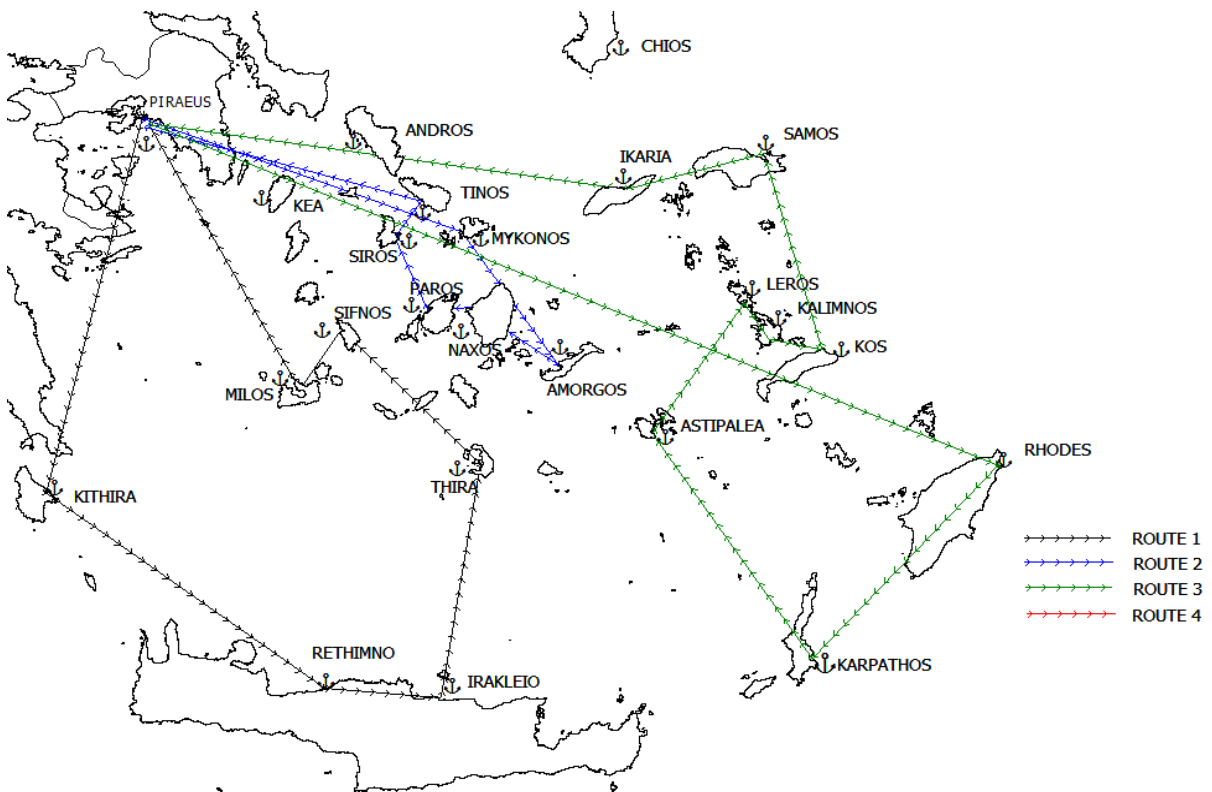 CHIOS
PIRAEUS
ANDROS
SAMOS
IKARIA
TINOS
KEA
MYKONOS
SIROS
LEROS
PAROS
KALIMNOS
SIFNOS
KOS
NAXOS
AMORGOS
MILOS
ASTIPALEA
RHODES
THIRA
KITHIRA
ROUTE 1
ROUTE 2
ROUTE 3
ROUTE 4
RETHIMNO
KARPATHOS
IRAKLEIO